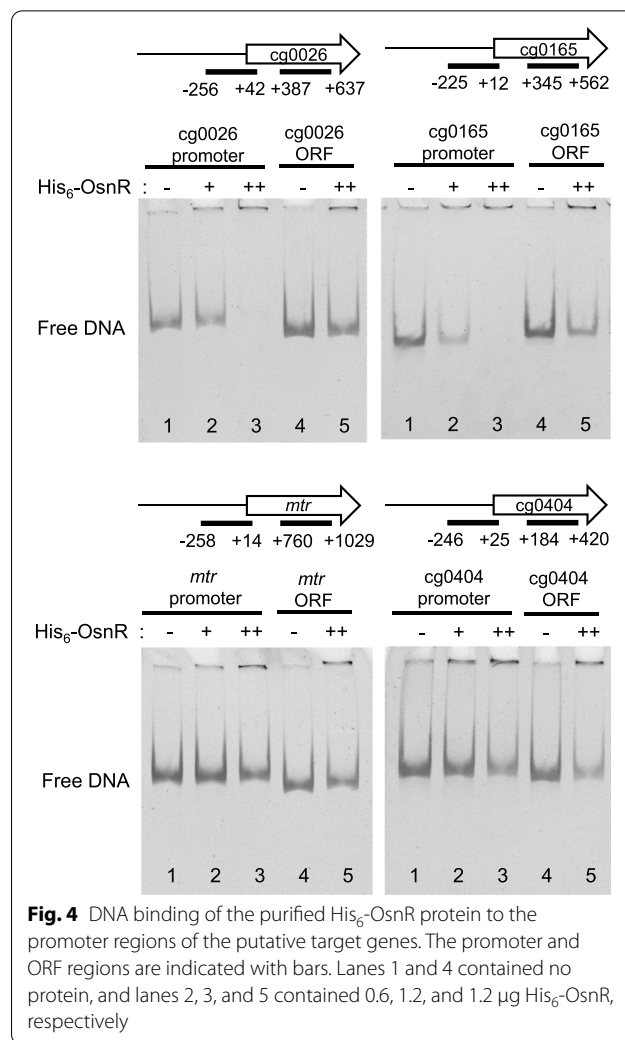 cg0026 cg0165
-256 +42 +387 +637 -225 +12 +345 +562
cg0026 cg0026 cg0165 cg0165
promoter ORF promoter ORF
His6-OsnR : - + ++ - ++ - + ++ - ++
Free DNA
1 2 3 4 5 1 2 3 4 5
mtr cg0404
-258 +14 +760 +1029 -246 +25 +184 +420
mtr mtr cg0404 cg0404
promoter ORF promoter ORF
His6-OsnR : - + ++ - ++ - + ++ - ++
Free DNA
1 2 3 4 5 1 2 3 4 5
Fig. 4 DNA binding of the purified His6-OsnR protein to the
promoter regions of the putative target genes. The promoter and
ORF regions are indicated with bars. Lanes 1 and 4 contained no
protein, and lanes 2, 3, and 5 contained 0.6, 1.2, and 1.2 µg His6-OsnR,
respectively